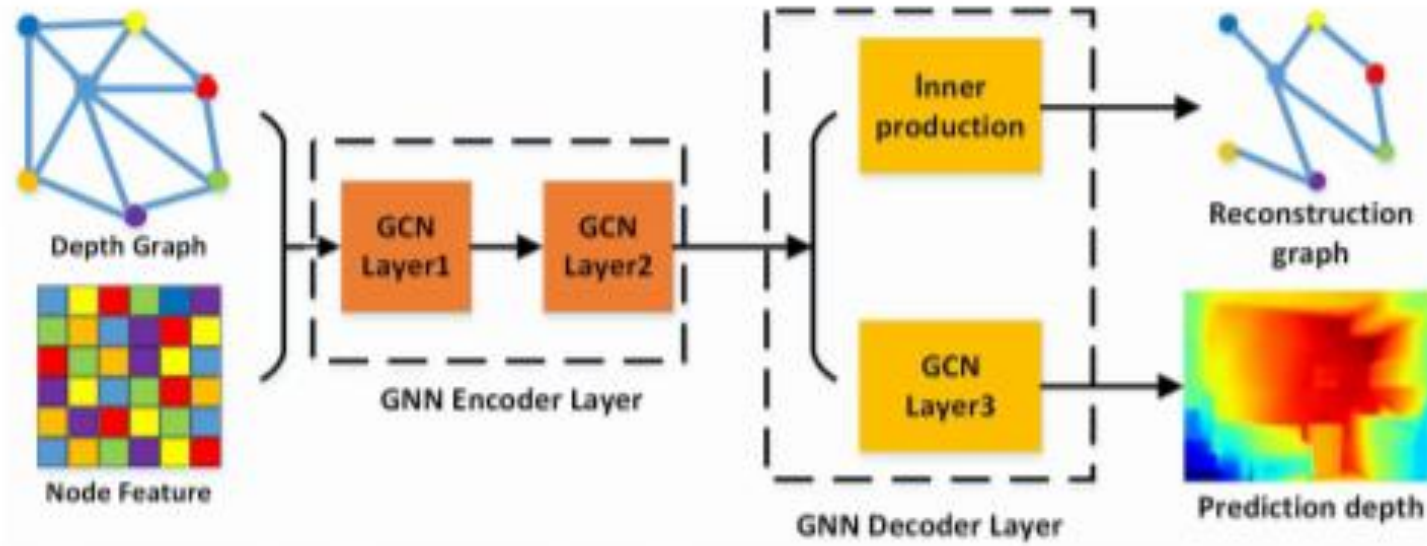 Depth Graph
Node Feature
GCN
Layer1
GCN
Layer2
GNN Encoder Layer
Inner
production
GCN
Layer3
GNN Decoder Layer
Reconstruction
graph
Prediction depth